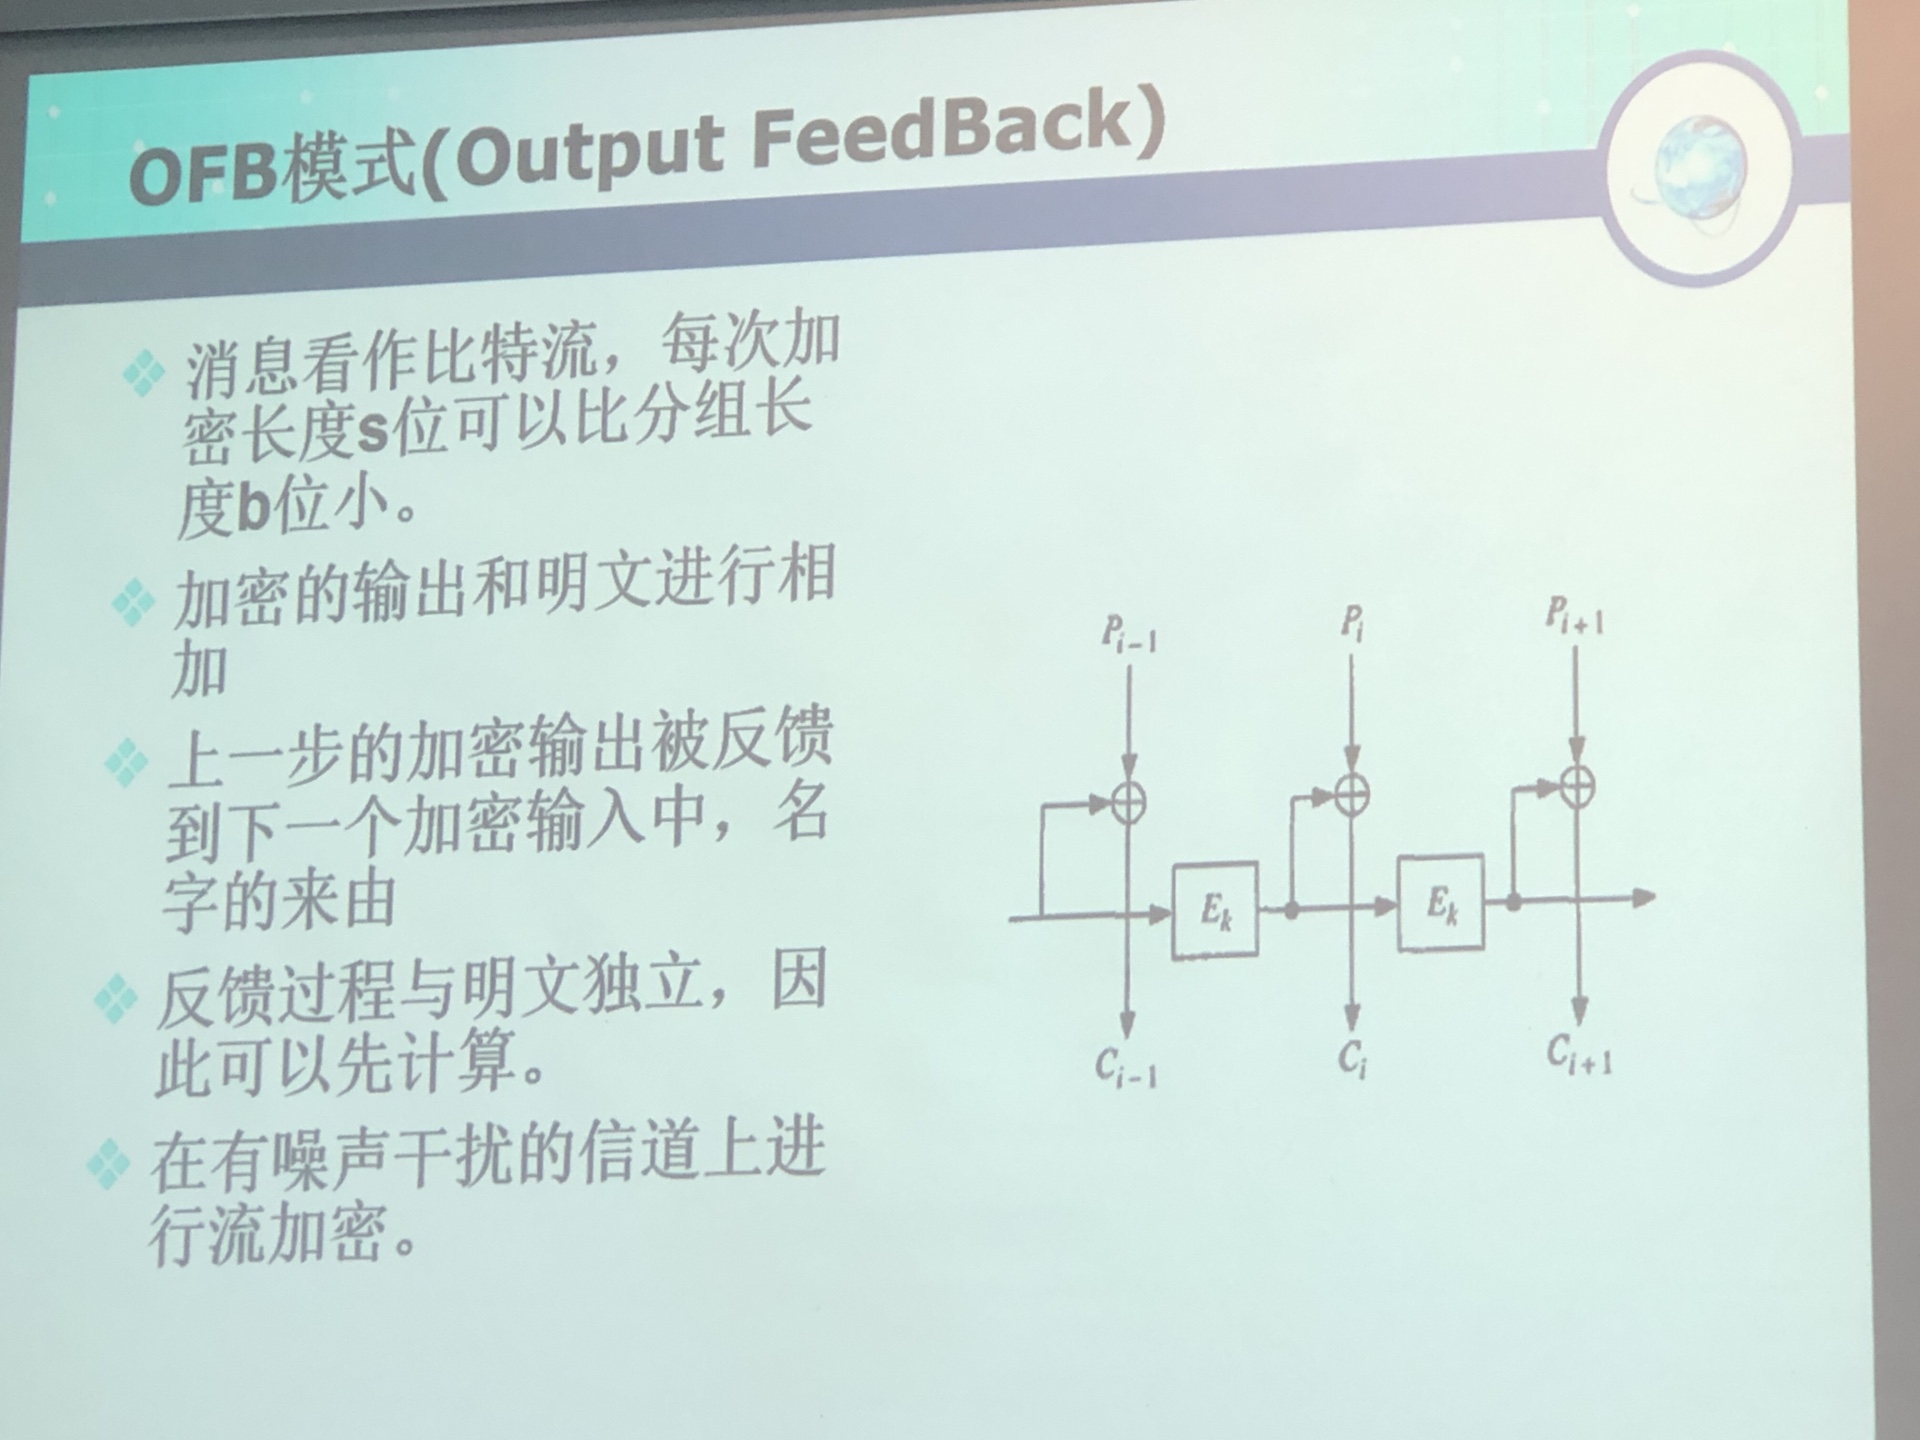 OFB模式(Output FeedBack)
消息看作比特流，每次加
密长度s位可以比分组长
度b位小。
加密的输出和明文进行相
加
上一步的加密输出被反馈
到下一个加密输入中，名
字的来由
反馈过程与明文独立，因
此可以先计算。
在有噪声干扰的信道上进
行流加密。
P_{i-1} P_i P_{i+1}
E_k E_k
C_{i-1} C_i C_{i+1}